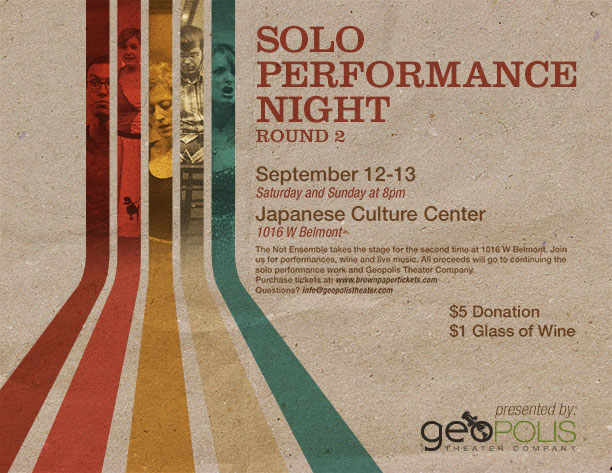 SOLO
PERFORMANCE
NIGHT
ROUND 2
September 12-13
Saturday and Sunday at 8pm
Japanese Culture Center
1016 W Belmont
The Not Ensemble takes the stage for the second time at 1016 W Belmont. Join
us for performances, wine and live music. All proceeds will go to continuing the
solo performance work and Geopolis Theater Company.
Purchase tickets at: www.brownpapertickets.com
Questions? info@geopolistheater.com
$5 Donation
$1 Glass of Wine
presented by:
geoPOLIS
THEATER COMPANY